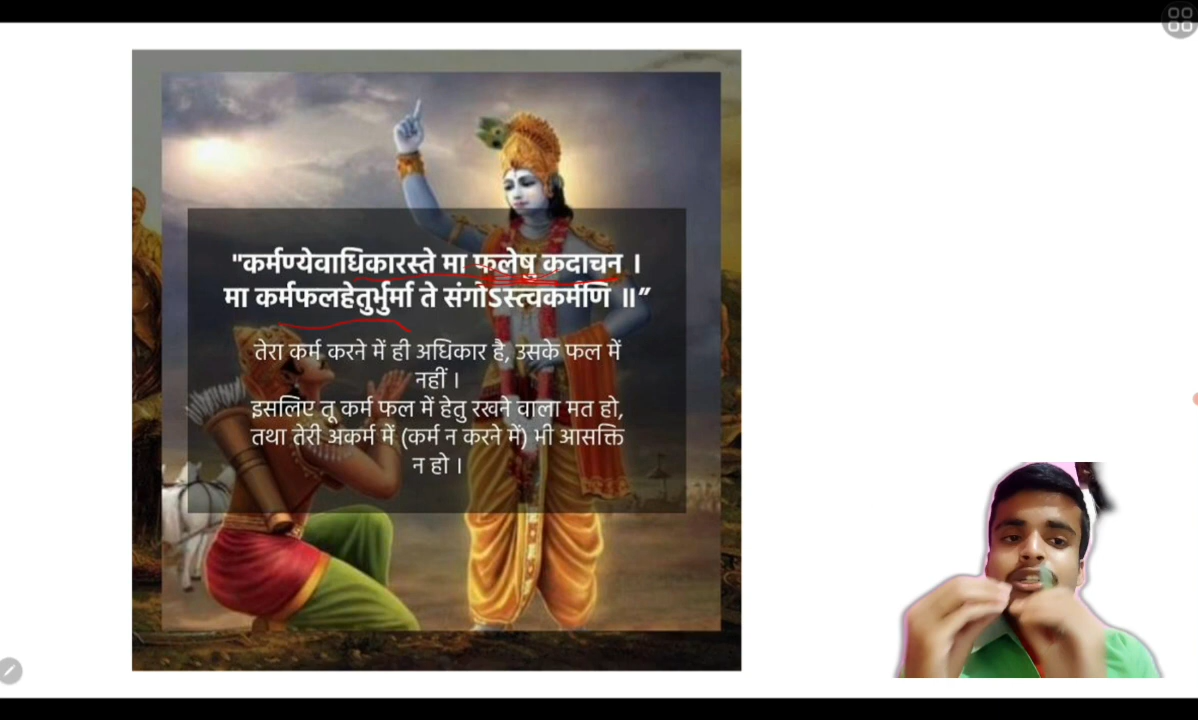 "कर्मण्येवाधिकारस्ते मा फलेषु कदाचन ।
मा कर्मफलहेतुर्भुर्मा ते संगोऽस्त्वकर्मणि ॥”
तेरा कर्म करने में ही अधिकार है, उसके फल में
नहीं ।
इसलिए तू कर्म फल में हेतु रखने वाला मत हो,
तथा तेरी अकर्म में (कर्म न करने में) भी आसक्ति
न हो ।